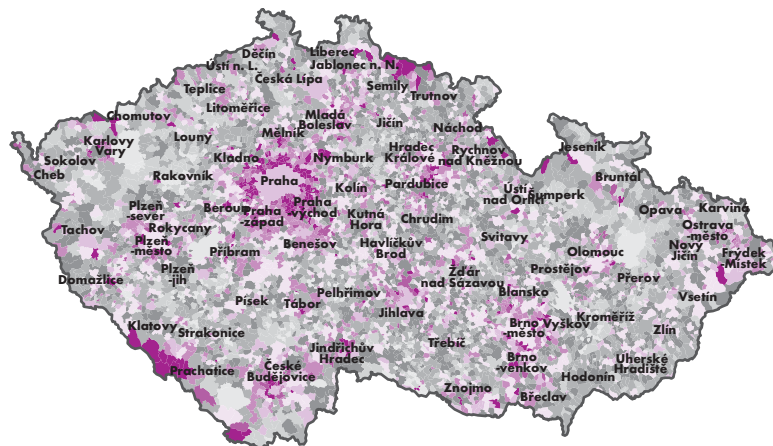 Děčín
Liberec
Ústí n. L.
Jablonec n. N.
Česká Lípa
Teplice
Semily
Trutnov
Litoměřice
Mladá
Boleslav
Chomutov
Jičín
Louny
Mělník
Náchod
Karlovy
Vary
Hradec
Králové
Rychnov
nad Kněžnou
Jeseník
Sokolov
Kladno
Nymburk
Cheb
Rakovník
Praha
Kolín
Pardubice
Bruntál
Ústí
nad Orlicí
Šumperk
Plzeň
-sever
Beroun
Praha
-západ
Praha
-východ
Kutná
Hora
Chrudim
Opava
Karviná
Tachov
Rokycany
Ostrava
-město
Plzeň
-město
Příbram
Benešov
Havlíčkův
Brod
Svitavy
Olomouc
Nový
Jičín
Frýdek
-Místek
Domažlice
Plzeň
-jih
Žďár
nad Sázavou
Prostějov
Přerov
Písek
Tábor
Pelhřimov
Blansko
Vsetín
Klatovy
Strakonice
Jihlava
Brno
-město
Vyškov
Kroměříž
Zlín
Prachatice
České
Budějovice
Jindřichův
Hradec
Třebíč
Brno
-venkov
Uherské
Hradiště
Znojmo
Hodonín
Břeclav